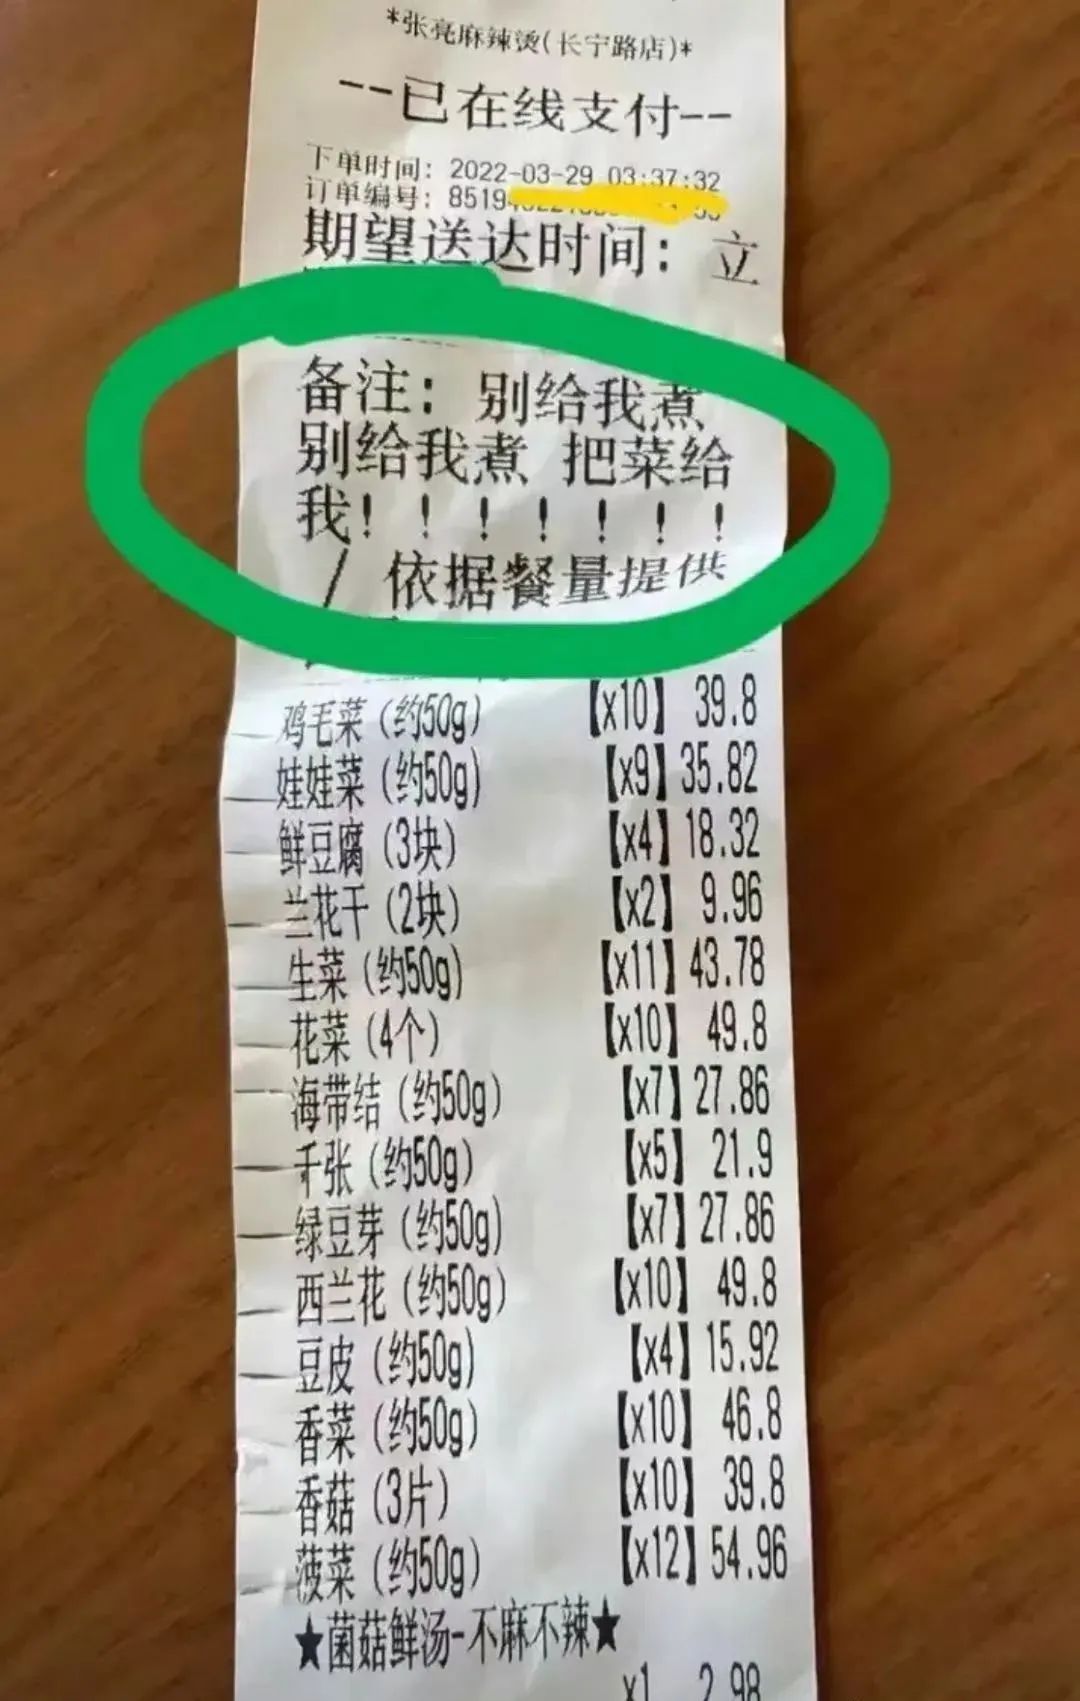 *张亮麻辣烫(长宁路店)*
--已在线支付--
下单时间: 2022-03-29 03:37:32
订单编号: 8519
期望送达时间: 立
备注: 别给我煮
别给我煮 把菜给
我!!!!!!!
/ 依据餐量提供
鸡毛菜(约50g) 【x10】 39.8
娃娃菜(约50g) 【x9】 35.82
鲜豆腐(3块) 【x4】 18.32
兰花干(2块) 【x2】 9.96
生菜(约50g) 【x11】 43.78
花菜(4个) 【x10】 49.8
海带结(约50g) 【x7】 27.86
千张(约50g) 【x5】 21.9
绿豆芽(约50g) 【x7】 27.86
西兰花(约50g) 【x10】 49.8
豆皮(约50g) 【x4】 15.92
香菜(约50g) 【x10】 46.8
香菇(3片) 【x10】 39.8
菠菜(约50g) 【x12】 54.96
★菌菇鲜汤-不麻不辣★
x1 2.98